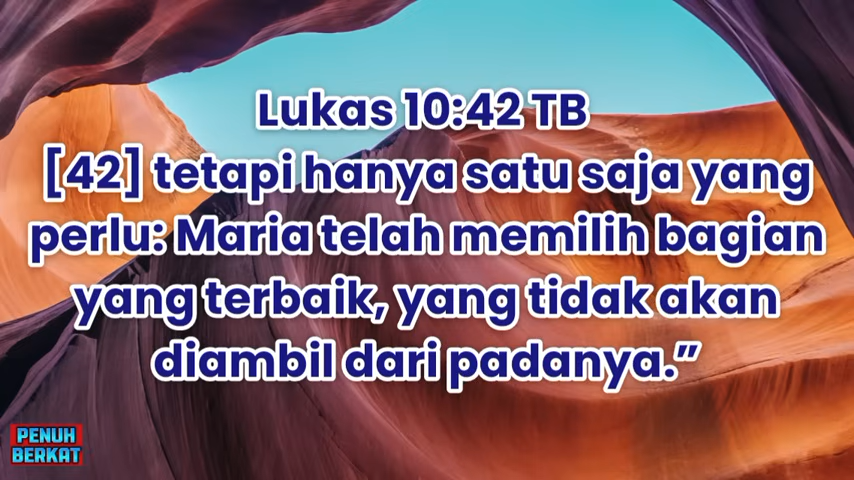 Lukas 10:42 TB
[42] tetapi hanya satu saja yang
perlu: Maria telah memilih bagian
yang terbaik, yang tidak akan
diambil dari padanya.”
PENUH
BERKAT